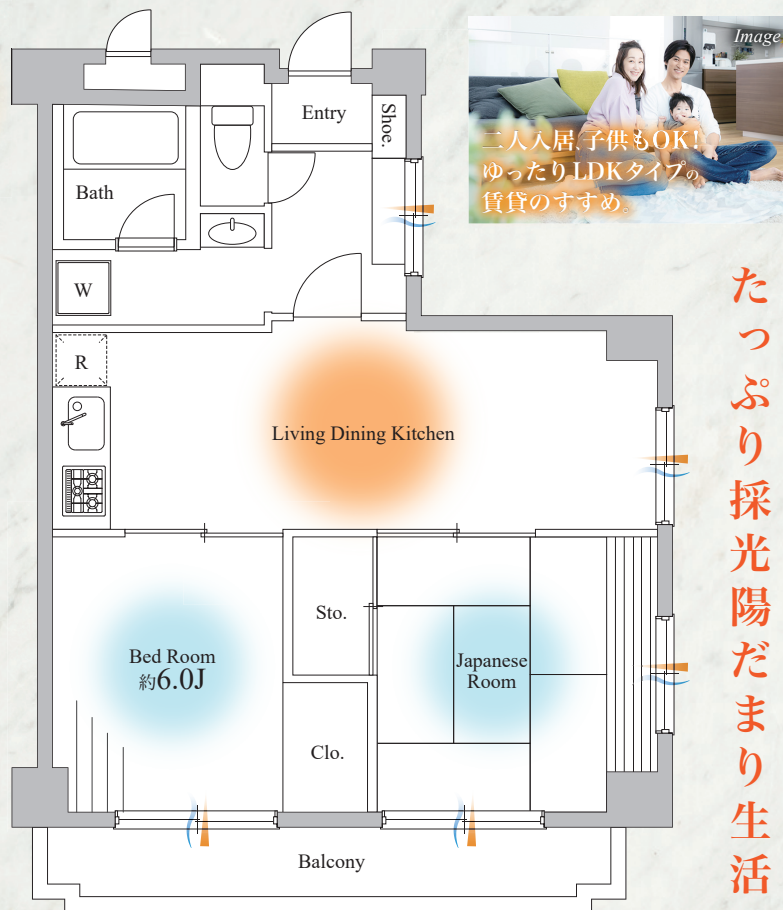 Image
二人入居、子供もOK!
ゆったりLDKタイプの
賃貸のすすめ。
たっぷり採光陽だまり生活
Entry
Shoe.
Bath
W
R
Living Dining Kitchen
Sto.
Bed Room
約6.0J
Japanese
Room
Clo.
Balcony